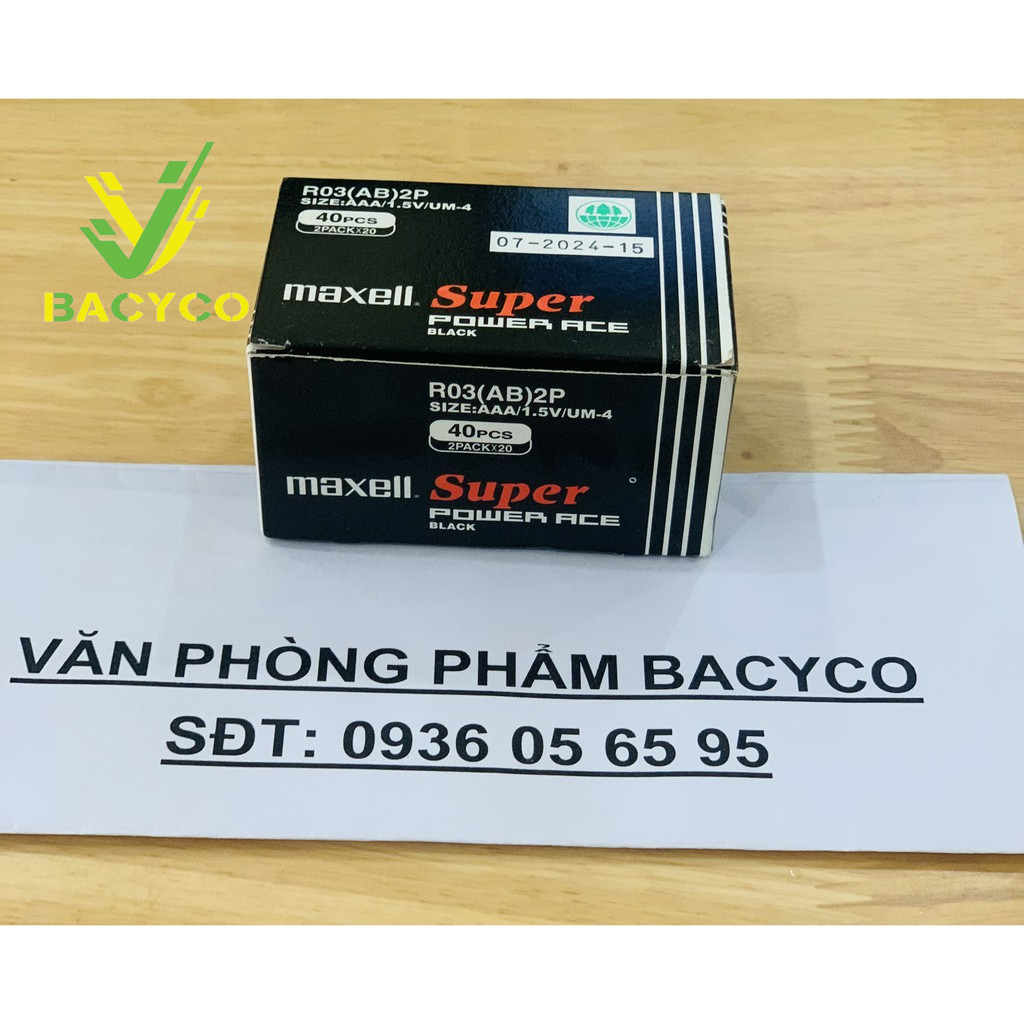 BACYCO
R03(AB)2P
SIZE:AAA/1.5V/UM-4
40PCS
2PACKX20
07-2024-15
maxell Super
POWER ACE
BLACK
R03(AB)2P
SIZE:AAA/1.5V/UM-4
40PCS
2PACKX20
maxell Super
POWER ACE
BLACK
VĂN PHÒNG PHẨM BACYCO
SĐT: 0936 05 65 95